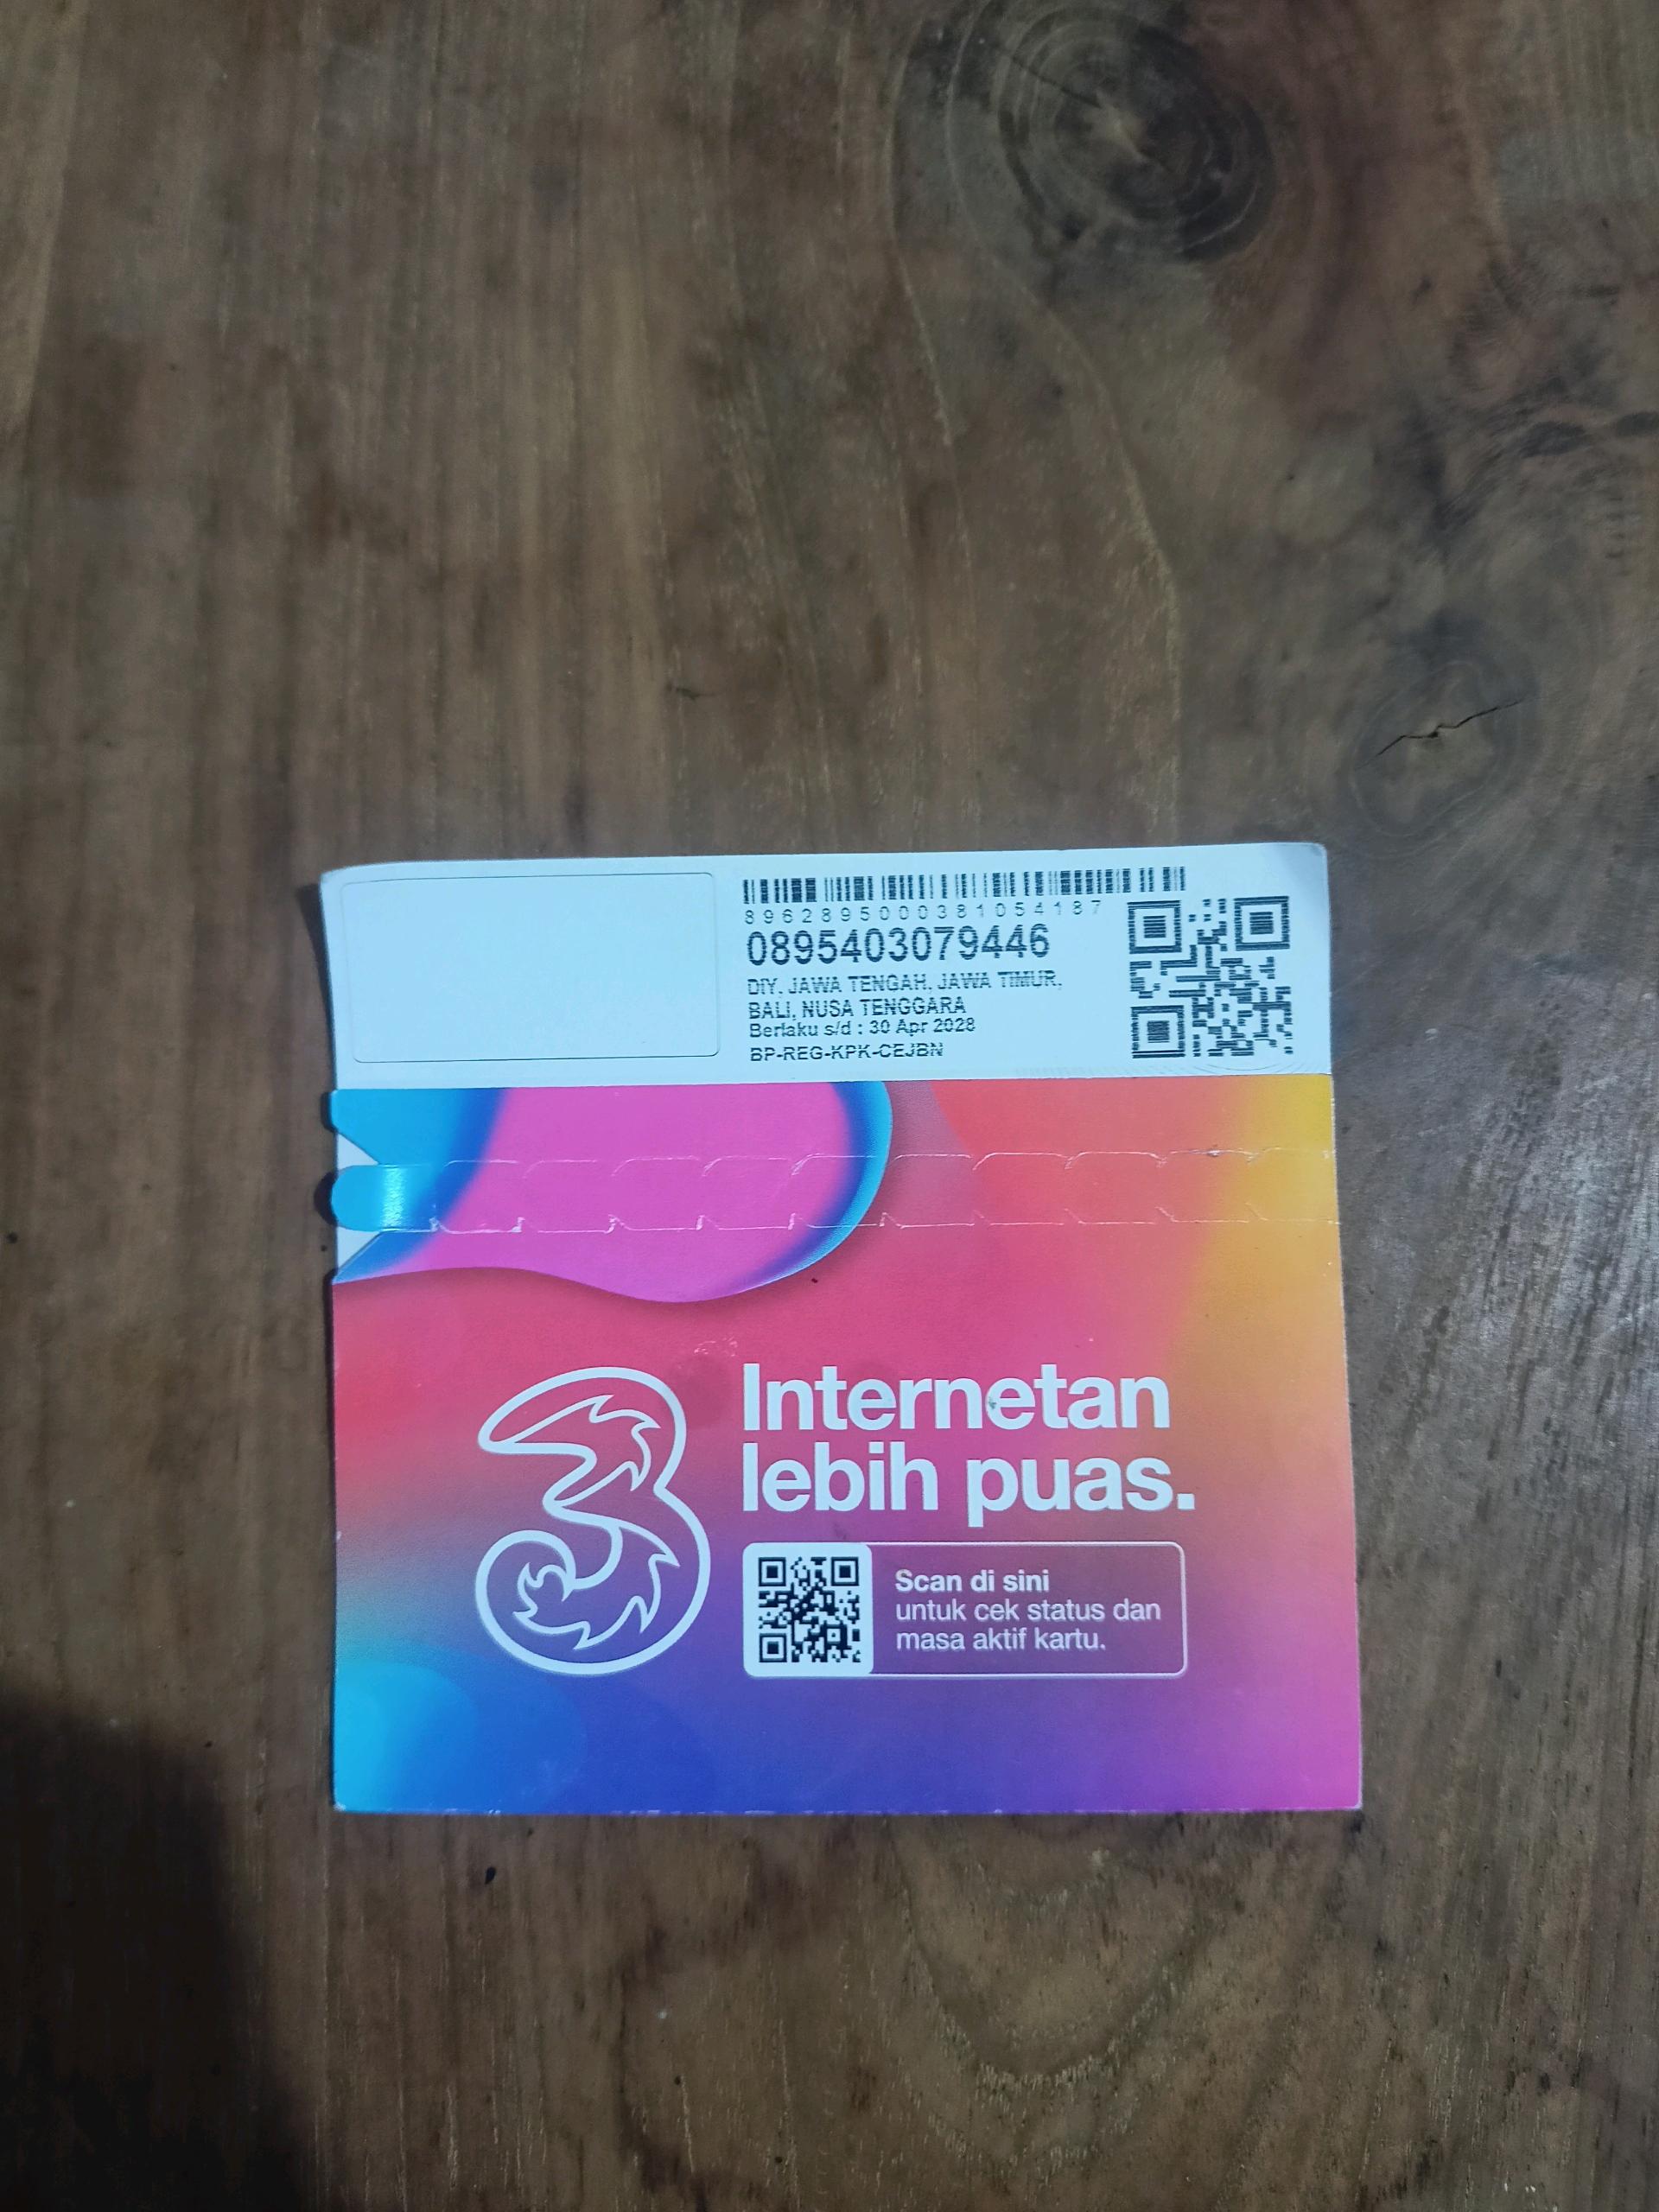 8962895000381054187
0895403079446
DIY, JAWA TENGAH, JAWA TIMUR,
BALI, NUSA TENGGARA
Berlaku s/d : 30 Apr 2028
BP-REG-KPK-CEJBN
3
Internetan
lebih puas.
Scan di sini
untuk cek status dan
masa aktif kartu.